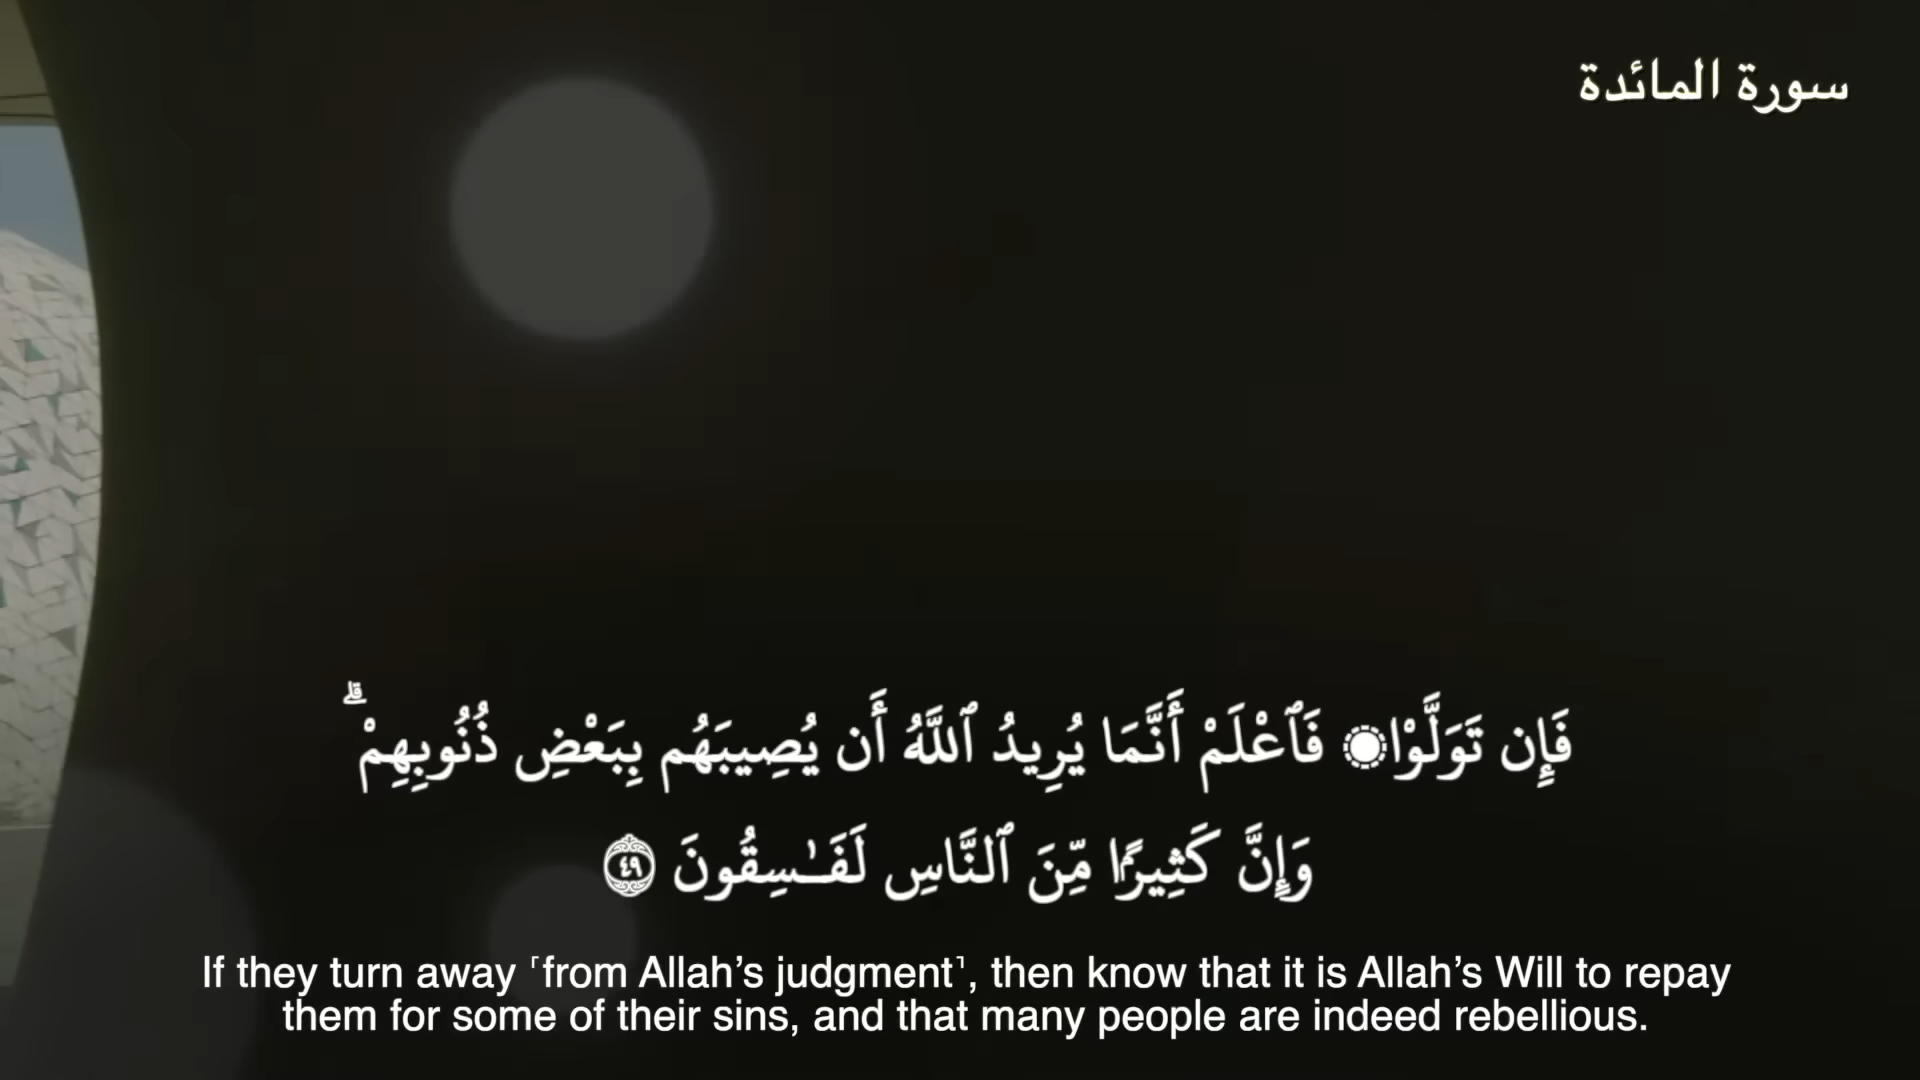 سورة المائدة
فَإِن تَوَلَّوْا۟ فَٱعْلَمْ أَنَّمَا يُرِيدُ ٱللَّهُ أَن يُصِيبَهُم بِبَعْضِ ذُنُوبِهِمْ ۗ
وَإِنَّ كَثِيرًا مِّنَ ٱلنَّاسِ لَفَـٰسِقُونَ ٤٩
If they turn away ˹from Allah’s judgment˺, then know that it is Allah’s Will to repay
them for some of their sins, and that many people are indeed rebellious.